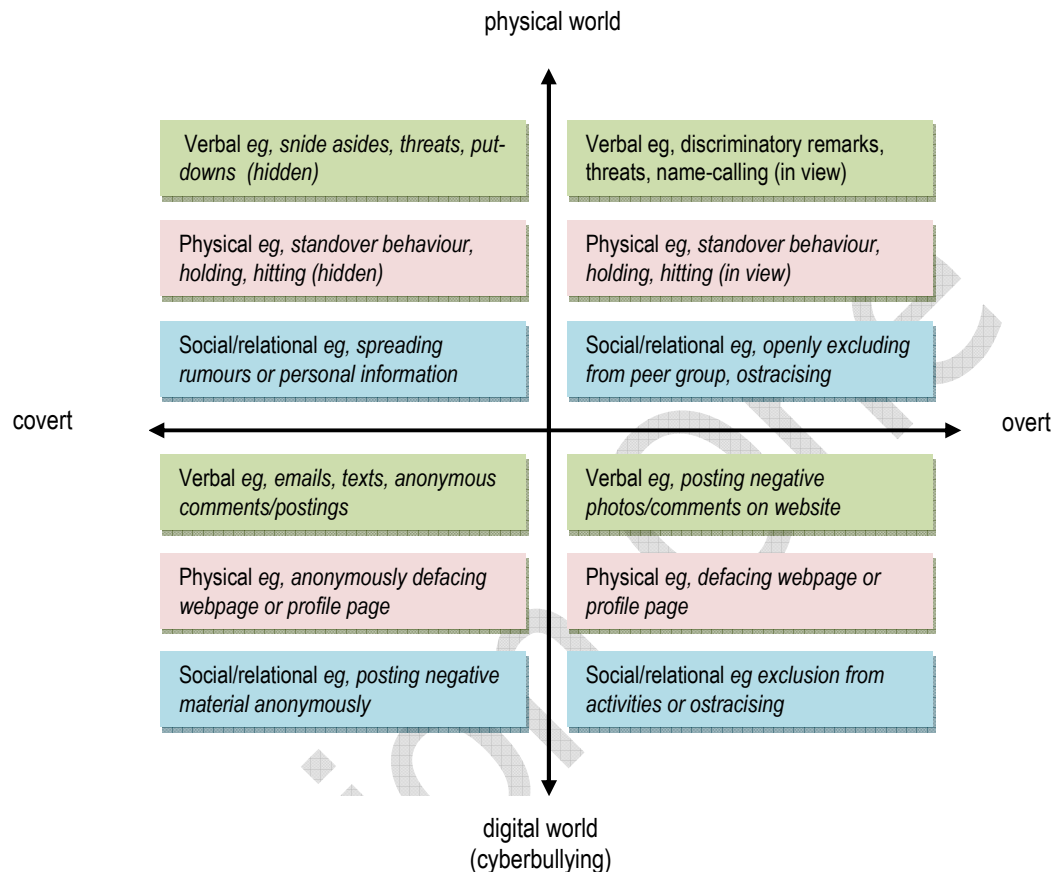 physical world
Verbal eg, snide asides, threats, put-
downs (hidden)
Verbal eg, discriminatory remarks,
threats, name-calling (in view)
Physical eg, standover behaviour,
holding, hitting (hidden)
Physical eg, standover behaviour,
holding, hitting (in view)
Social/relational eg, spreading
rumours or personal information
Social/relational eg, openly excluding
from peer group, ostracising
covert
overt
Verbal eg, emails, texts, anonymous
comments/postings
Verbal eg, posting negative
photos/comments on website
Physical eg, anonymously defacing
webpage or profile page
Physical eg, defacing webpage or
profile page
Social/relational eg, posting negative
material anonymously
Social/relational eg exclusion from
activities or ostracising
digital world
(cyberbullying)